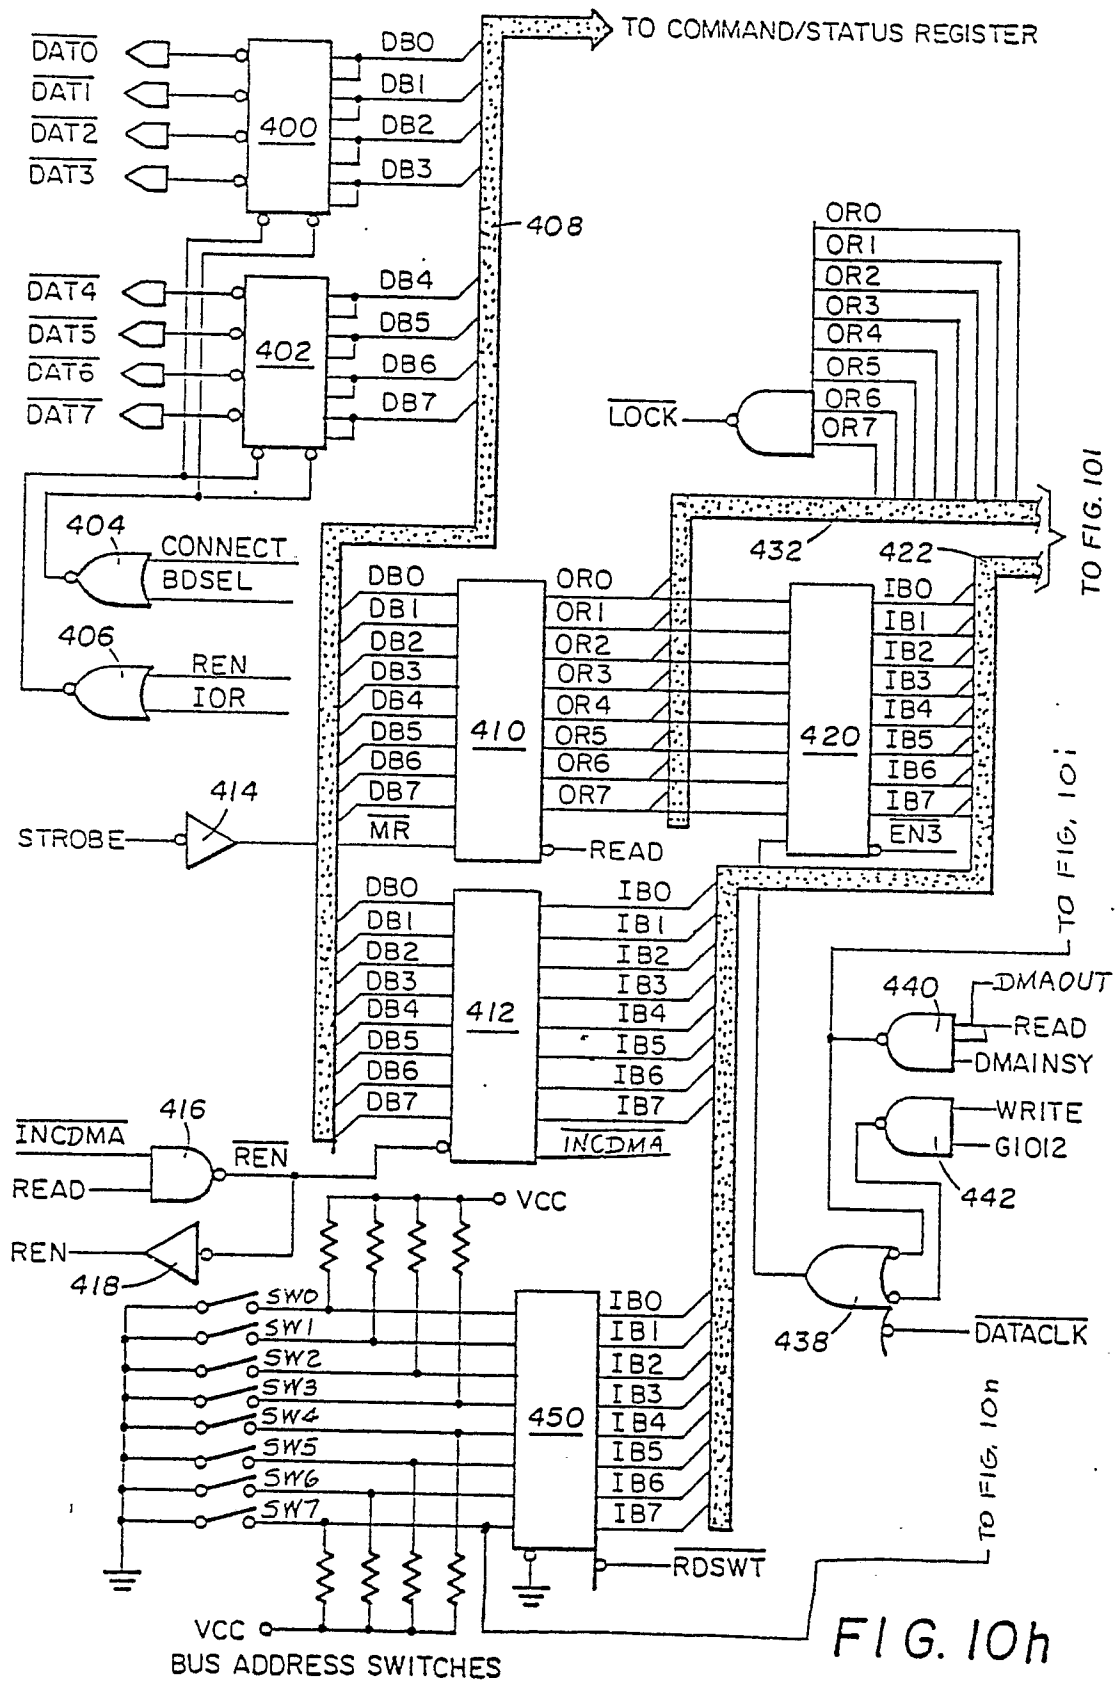 TO COMMAND/STATUS REGISTER
DAT0
DB0
DAT1
DB1
DAT2
400
DB2
DAT3
DB3
408
DAT4
DB4
DAT5
DB5
402
DAT6
DB6
DAT7
DB7
OR0
OR1
OR2
OR3
OR4
OR5
OR6
OR7
LOCK
TO FIG. 10I
432
422
404
CONNECT
BDSEL
406
REN
IOR
DB0
DB1
DB2
DB3
DB4
DB5
DB6
DB7
MR
410
OR0
OR1
OR2
OR3
OR4
OR5
OR6
OR7
READ
420
IB0
IB1
IB2
IB3
IB4
IB5
IB6
IB7
EN3
TO FIG, 10i
414
STROBE
DB0
DB1
DB2
DB3
DB4
DB5
DB6
DB7
412
IB0
IB1
IB2
IB3
IB4
IB5
IB6
IB7
INCDMA
440
DMAOUT
READ
DMAINSY
WRITE
G1012
442
416
INCDMA
READ
REN
REN
418
VCC
438
DATACLK
SW0
SW1
SW2
SW3
SW4
SW5
SW6
SW7
450
IB0
IB1
IB2
IB3
IB4
IB5
IB6
IB7
RDSWT
TO FIG. 10n
VCC
BUS ADDRESS SWITCHES
FIG. 10h